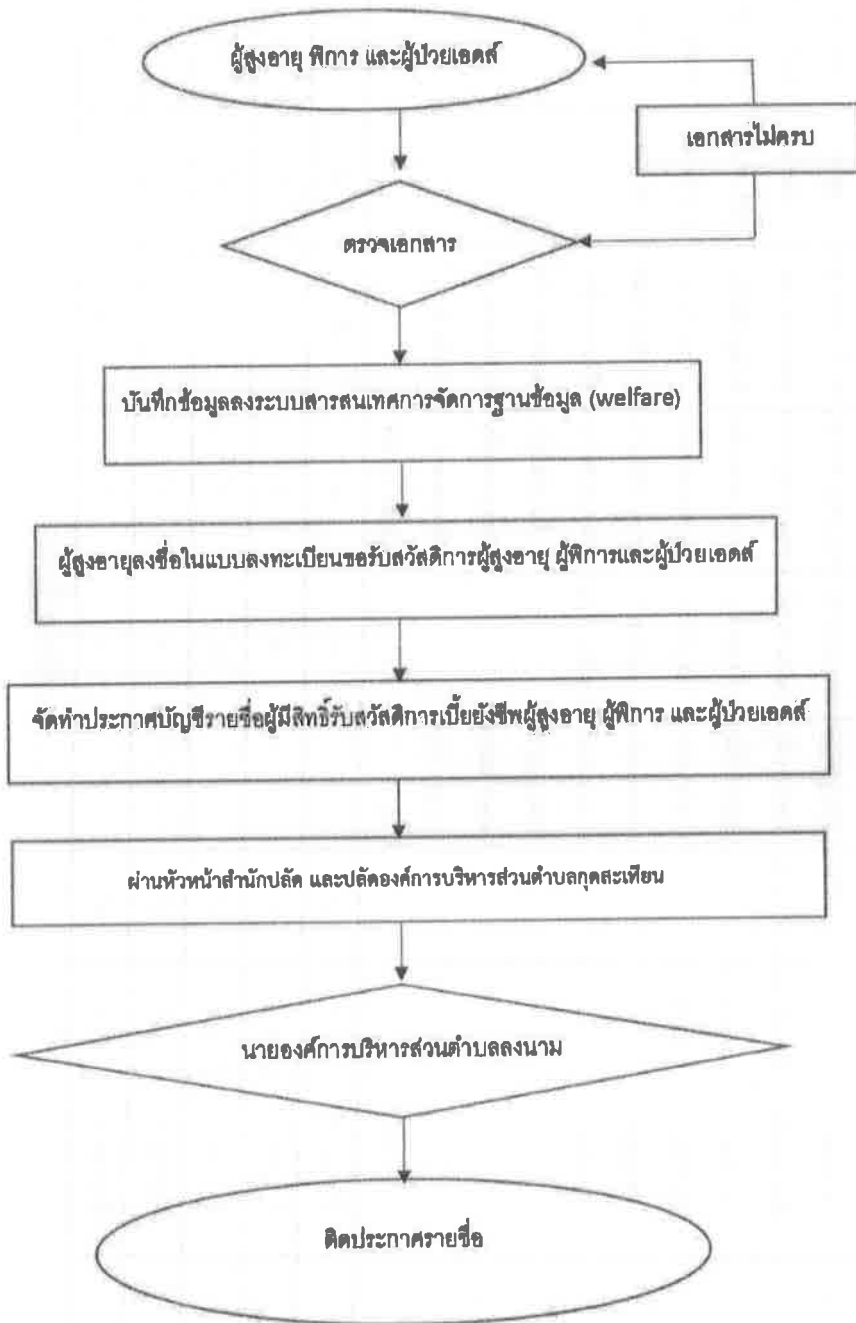 ผู้สูงอายุ พิการ และผู้ป่วยเอดส์
เอกสารไม่ครบ
ตรวจเอกสาร
บันทึกข้อมูลลงระบบสารสนเทศการจัดการฐานข้อมูล (welfare)
ผู้สูงอายุลงชื่อในแบบลงทะเบียนขอรับสวัสดิการผู้สูงอายุ ผู้พิการและผู้ป่วยเอดส์
จัดทำประกาศบัญชีรายชื่อผู้มีสิทธิ์รับสวัสดิการเบี้ยยังชีพผู้สูงอายุ ผู้พิการ และผู้ป่วยเอดส์
ผ่านหัวหน้าสำนักปลัด และปลัดองค์การบริหารส่วนตำบลกุดสะเทียน
นายองค์การบริหารส่วนตำบลลงนาม
ติดประกาศรายชื่อ